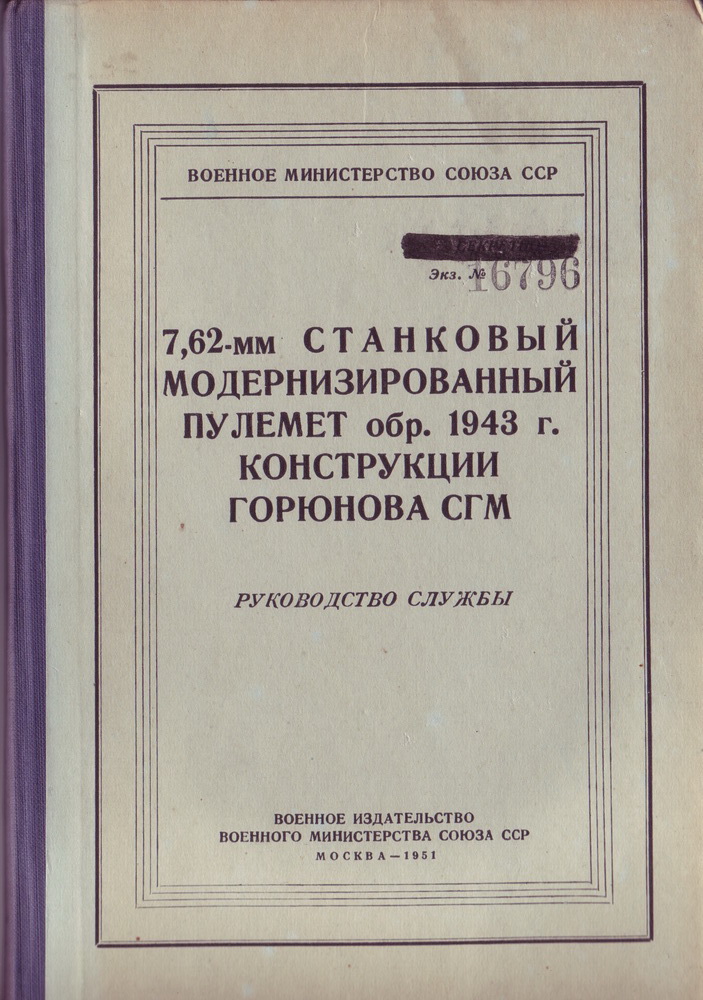 ВОЕННОЕ МИНИСТЕРСТВО СОЮЗА ССР
Экз. № 16796
7,62-мм СТАНКОВЫЙ
МОДЕРНИЗИРОВАННЫЙ
ПУЛЕМЕТ обр. 1943 г.
КОНСТРУКЦИИ
ГОРЮНОВА СГМ
РУКОВОДСТВО СЛУЖБЫ
ВОЕННОЕ ИЗДАТЕЛЬСТВО
ВОЕННОГО МИНИСТЕРСТВА СОЮЗА ССР
МОСКВА — 1951